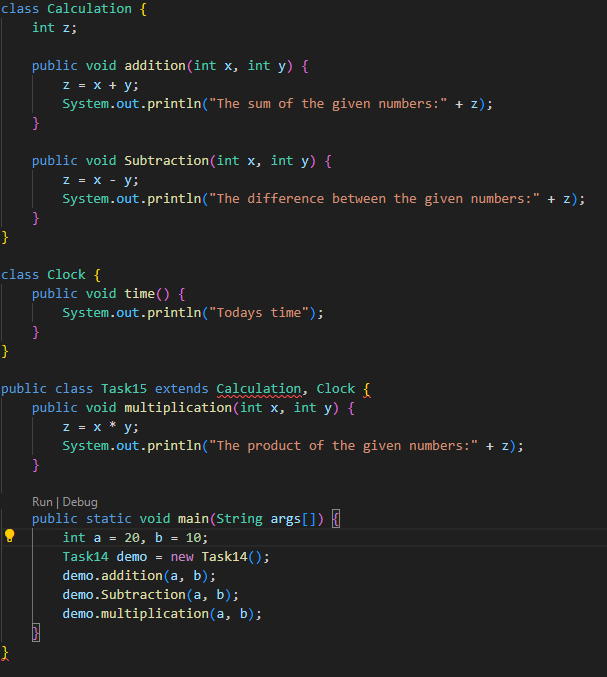 class Calculation {
int z;
public void addition(int x, int y) {
z = x + y;
System.out.println("The sum of the given numbers:" + z);
}
public void Subtraction(int x, int y) {
z = x - y;
System.out.println("The difference between the given numbers:" + z);
}
}
class Clock {
public void time() {
System.out.println("Todays time");
}
}
public class Task15 extends Calculation, Clock {
public void multiplication(int x, int y) {
z = x * y;
System.out.println("The product of the given numbers:" + z);
}
Run | Debug
public static void main(String args[]) {
int a = 20, b = 10;
Task14 demo = new Task14();
demo.addition(a, b);
demo.Subtraction(a, b);
demo.multiplication(a, b);
}
}